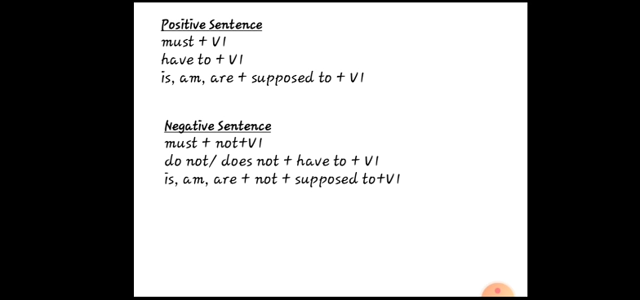 Positive Sentence
must + V1
have to + V1
is, am, are + supposed to + V1
Negative Sentence
must + not+V1
do not/ does not + have to + V1
is, am, are + not + supposed to+V1